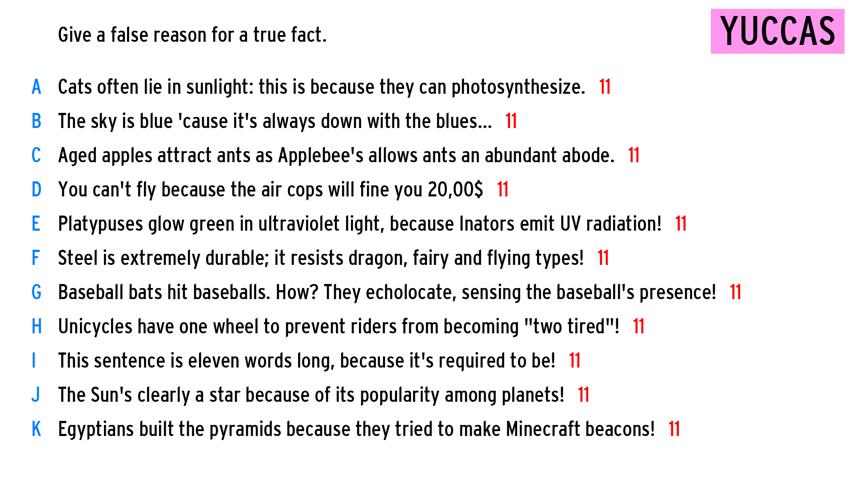 Give a false reason for a true fact.
YUCCAS
A Cats often lie in sunlight: this is because they can photosynthesize. 11
B The sky is blue 'cause it's always down with the blues... 11
C Aged apples attract ants as Applebee's allows ants an abundant abode. 11
D You can't fly because the air cops will fine you 20,00$ 11
E Platypuses glow green in ultraviolet light, because Inators emit UV radiation! 11
F Steel is extremely durable; it resists dragon, fairy and flying types! 11
G Baseball bats hit baseballs. How? They echolocate, sensing the baseball's presence! 11
H Unicycles have one wheel to prevent riders from becoming "two tired"! 11
I This sentence is eleven words long, because it's required to be! 11
J The Sun's clearly a star because of its popularity among planets! 11
K Egyptians built the pyramids because they tried to make Minecraft beacons! 11